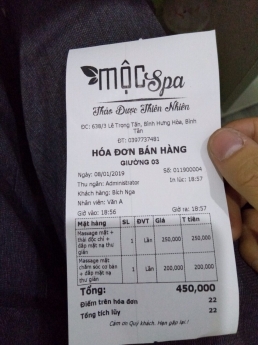 MỘC Spa
Thảo Dược Thiên Nhiên
ĐC: 638/3 Lê Trọng Tấn, Bình Hưng Hòa, Bình
Tân
ĐT: 0397737481
HÓA ĐƠN BÁN HÀNG
GIƯỜNG 03
Ngày: 08/01/2019 Số: 011900004
Thu ngân: Administrator In lúc: 18:57
Khách hàng: Bich Nga
Nhân viên: Vân A
Giờ vào: 18:56 Giờ ra: 18:57
Mặt hàng SL ĐVT Giá T tiền
Massage mặt +
thải độc chì + 1 Lần 250,000 250,000
đắp mặt nạ thư
giãn
Massage mặt
chăm sóc cơ bản 1 Lần 200,000 200,000
+ đắp mặt nạ
thư giãn
Tổng: 450,000
Điểm trên hóa đơn 22
Tổng tích lũy 22
Cảm ơn Quý khách. Hẹn gặp lại !